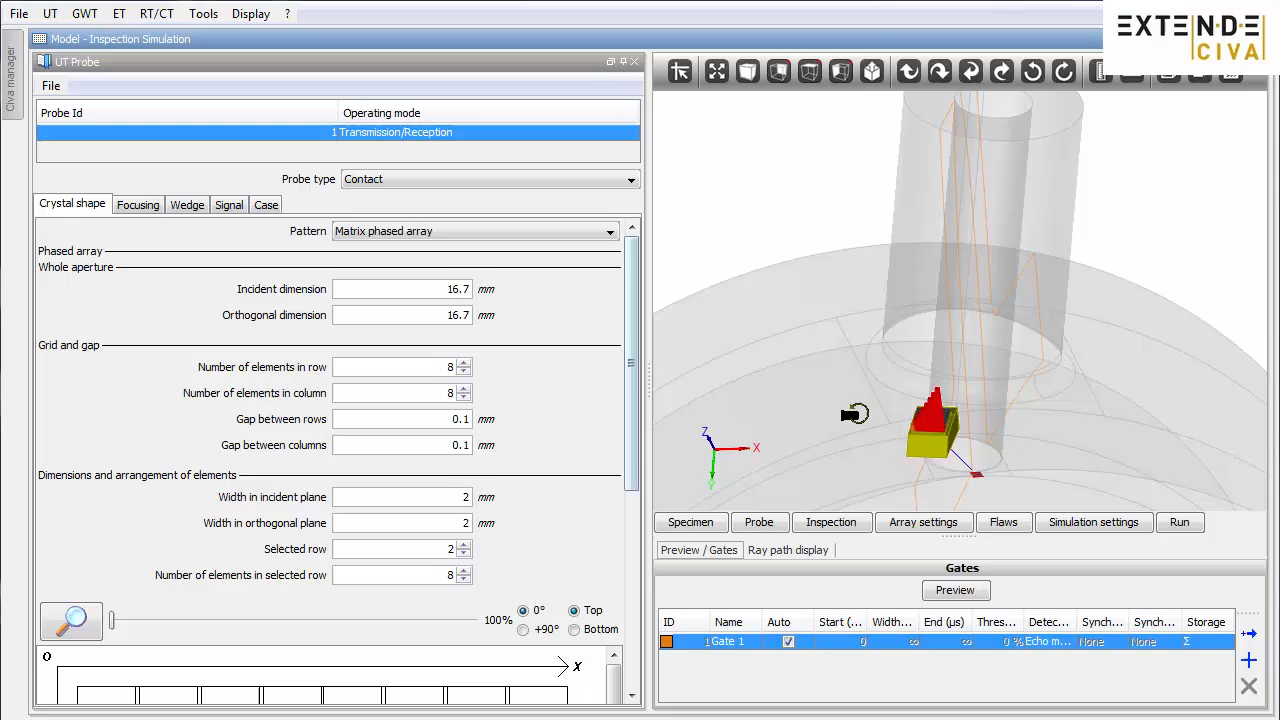 File UT GWT ET RT/CT Tools Display ?
EXTENDE
CIVA
Civa manager
Model - Inspection Simulation
UT Probe
File
Probe Id Operating mode
1 Transmission/Reception
Probe type Contact
Crystal shape Focusing Wedge Signal Case
Pattern Matrix phased array
Phased array
Whole aperture
Incident dimension 16.7 mm
Orthogonal dimension 16.7 mm
Grid and gap
Number of elements in row 8
Number of elements in column 8
Gap between rows 0.1 mm
Gap between columns 0.1 mm
Dimensions and arrangement of elements
Width in incident plane 2 mm
Width in orthogonal plane 2 mm
Selected row 2
Number of elements in selected row 8
100% 0° Top
+90° Bottom
O X
Z X
Y
Specimen Probe Inspection Array settings Flaws Simulation settings Run
Preview / Gates Ray path display
Gates
Preview
ID Name Auto Start (... Width... End (µs) Thres... Detec... Synch... Synch... Storage
1 Gate 1 0 ∞ ∞ 0 % Echo m... None None Σ